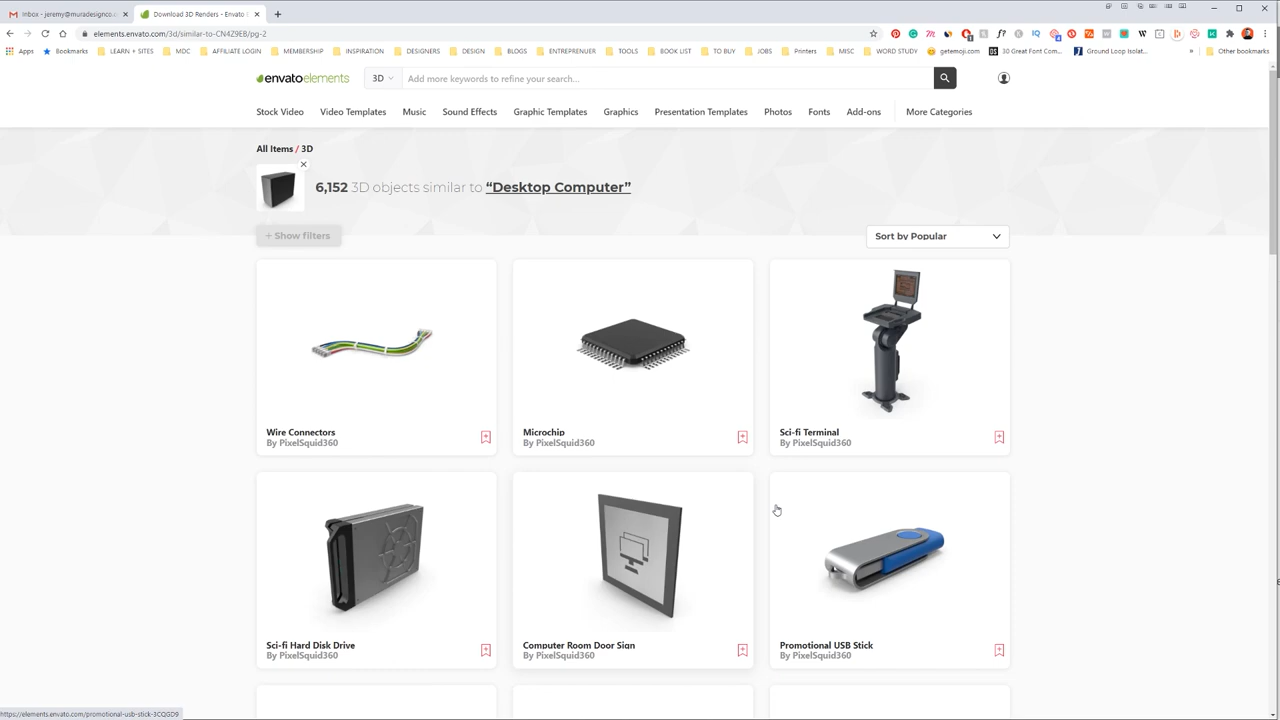 Inbox - jeremy@muradesignco.c
Download 3D Renders - Envato E
elements.envato.com/3d/similar-to-CN4Z9EB/pg-2
Apps
Bookmarks
LEARN + SITES
MDC
AFFILIATE LOGIN
MEMBERSHIP
INSPIRATION
DESIGNERS
DESIGN
BLOGS
ENTREPRENUER
TOOLS
BOOK LIST
TO BUY
JOBS
Printers
MISC
WORD STUDY
getemoji.com
30 Great Font Com...
Ground Loop Isolat...
»
Other bookmarks
envatoelements
3D
Add more keywords to refine your search...
Stock Video
Video Templates
Music
Sound Effects
Graphic Templates
Graphics
Presentation Templates
Photos
Fonts
Add-ons
More Categories
All Items / 3D
6,152 3D objects similar to “Desktop Computer”
+ Show filters
Sort by Popular
Wire Connectors
By PixelSquid360
Microchip
By PixelSquid360
Sci-fi Terminal
By PixelSquid360
Sci-fi Hard Disk Drive
By PixelSquid360
Computer Room Door Sign
By PixelSquid360
Promotional USB Stick
By PixelSquid360
https://elements.envato.com/promotional-usb-stick-3CQGD9